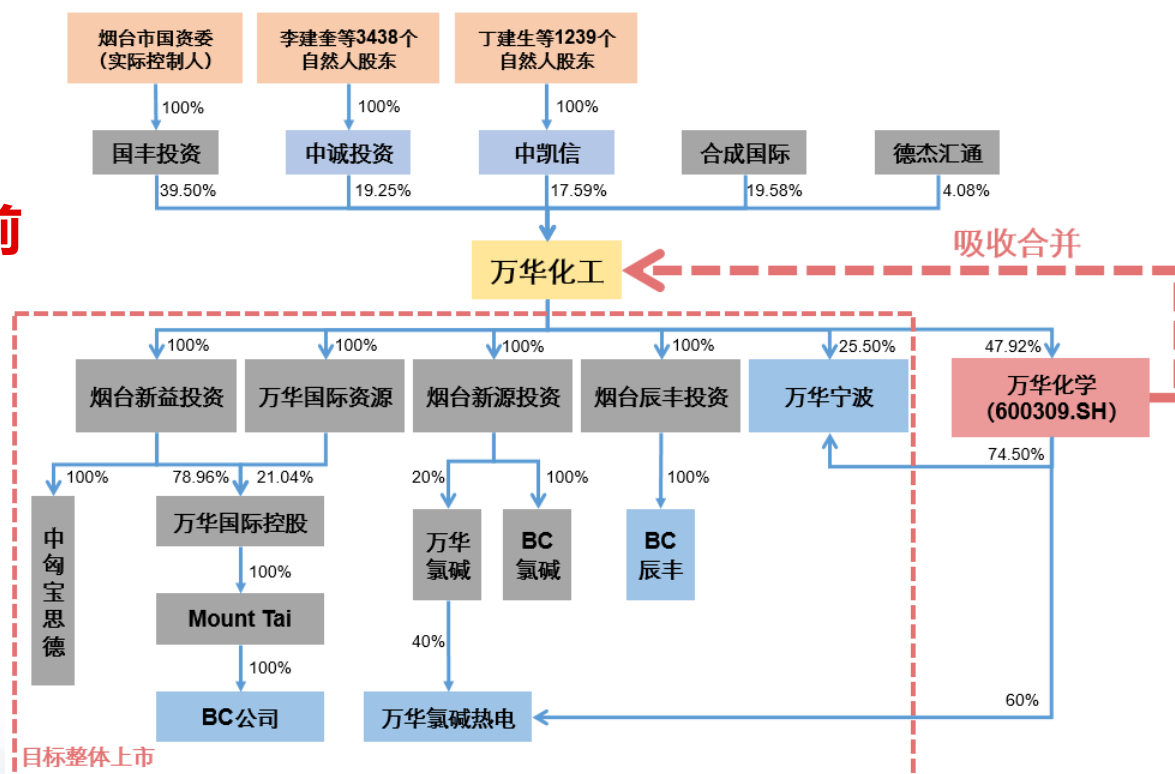 烟台市国资委
（实际控制人）
李建奎等3438个
自然人股东
丁建生等1239个
自然人股东
100%
100%
100%
国丰投资
中诚投资
中凯信
合成国际
德杰汇通
39.50%
19.25%
17.59%
19.58%
4.08%
前
吸收合并
万华化工
100%
100%
100%
100%
25.50%
47.92%
烟台新益投资
万华国际资源
烟台新源投资
烟台辰丰投资
万华宁波
万华化学
（600309.SH）
74.50%
100%
78.96%
21.04%
20%
100%
100%
中匈宝思德
万华国际控股
万华
氯碱
BC
氯碱
BC
辰丰
100%
Mount Tai
40%
100%
60%
BC公司
万华氯碱热电
目标整体上市